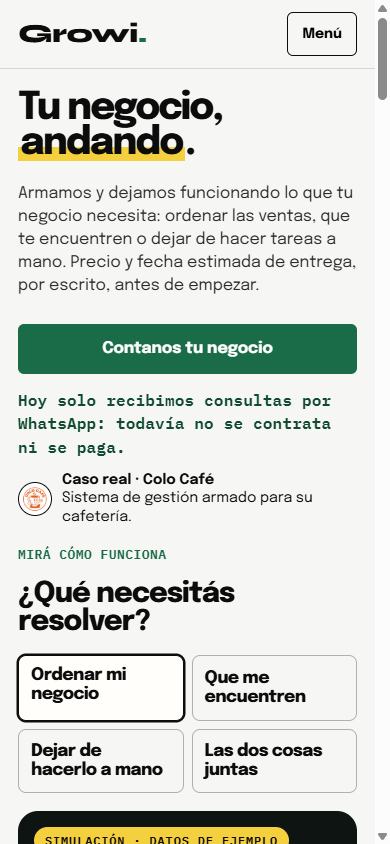 Growi.
Menú
Tu negocio,
andando.
Armamos y dejamos funcionando lo que tu
negocio necesita: ordenar las ventas, que
te encuentren o dejar de hacer tareas a
mano. Precio y fecha estimada de entrega,
por escrito, antes de empezar.
Contanos tu negocio
Hoy solo recibimos consultas por
WhatsApp: todavía no se contrata
ni se paga.
Caso real · Colo Café
Sistema de gestión armado para su
cafetería.
MIRÁ CÓMO FUNCIONA
¿Qué necesitás
resolver?
Ordenar mi
negocio
Que me
encuentren
Dejar de
hacerlo a mano
Las dos cosas
juntas
SIMULACIÓN · DATOS DE EJEMPLO